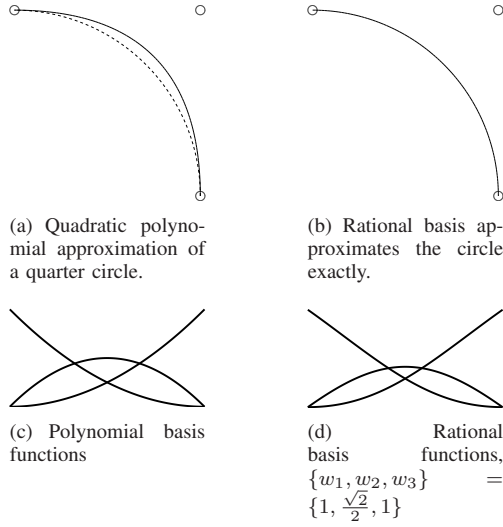 (a) Quadratic polyno-
mial approximation of
a quarter circle.
(b) Rational basis ap-
proximates the circle
exactly.
(c) Polynomial basis
functions
(d) Rational
basis functions,
{w₁, w₂, w₃} =
{1, √2/2, 1}